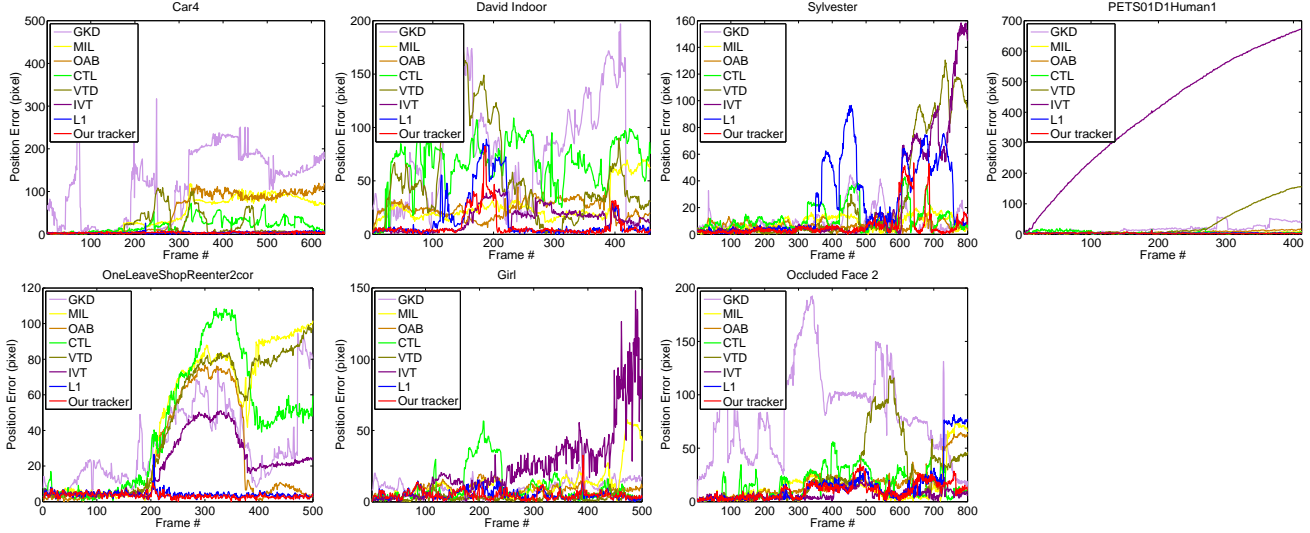 Car4
Position Error (pixel)
500
400
300
200
100
0
GKD
MIL
OAB
CTL
VTD
IVT
L1
Our tracker
100 200 300 400 500 600
Frame #
David Indoor
Position Error (pixel)
200
150
100
50
0
GKD
MIL
OAB
CTL
VTD
IVT
L1
Our tracker
100 200 300 400
Frame #
Sylvester
Position Error (pixel)
160
140
120
100
80
60
40
20
0
GKD
MIL
OAB
CTL
VTD
IVT
L1
Our tracker
100 200 300 400 500 600 700 800
Frame #
PETS01D1Human1
Position Error (pixel)
700
600
500
400
300
200
100
0
GKD
MIL
OAB
CTL
VTD
IVT
L1
Our tracker
100 200 300 400
Frame #
OneLeaveShopReenter2cor
Position Error (pixel)
120
100
80
60
40
20
0
GKD
MIL
OAB
CTL
VTD
IVT
L1
Our tracker
100 200 300 400 500
Frame #
Girl
Position Error (pixel)
150
100
50
0
GKD
MIL
OAB
CTL
VTD
IVT
L1
Our tracker
100 200 300 400 500
Frame #
Occluded Face 2
Position Error (pixel)
200
150
100
50
0
GKD
MIL
OAB
CTL
VTD
IVT
L1
Our tracker
100 200 300 400 500 600 700 800
Frame #